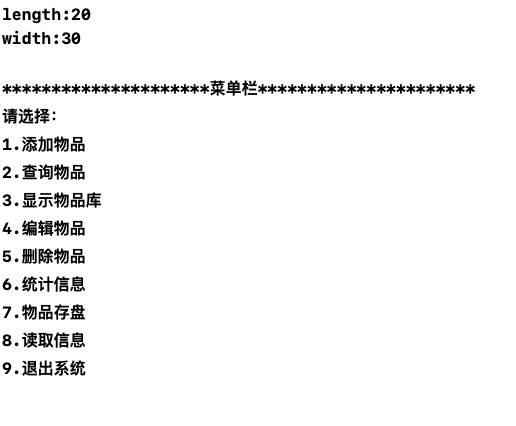 length:20
width:30
*********************菜单栏**********************
请选择:
1.添加物品
2.查询物品
3.显示物品库
4.编辑物品
5.删除物品
6.统计信息
7.物品存盘
8.读取信息
9.退出系统